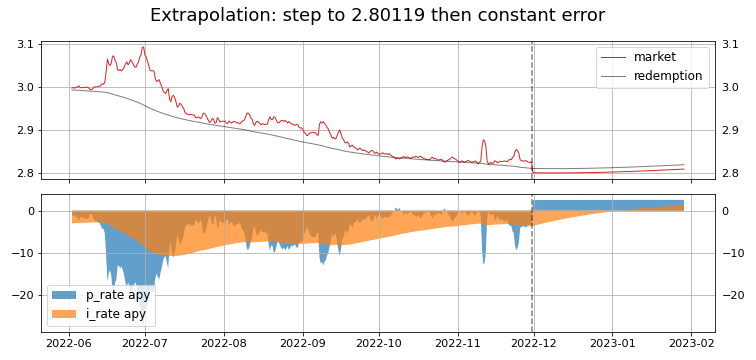 Extrapolation: step to 2.80119 then constant error
3.1
3.0
2.9
2.8
3.1
3.0
2.9
2.8
market
redemption
0
−10
−20
0
−10
−20
p_rate apy
i_rate apy
2022-06 2022-07 2022-08 2022-09 2022-10 2022-11 2022-12 2023-01 2023-02